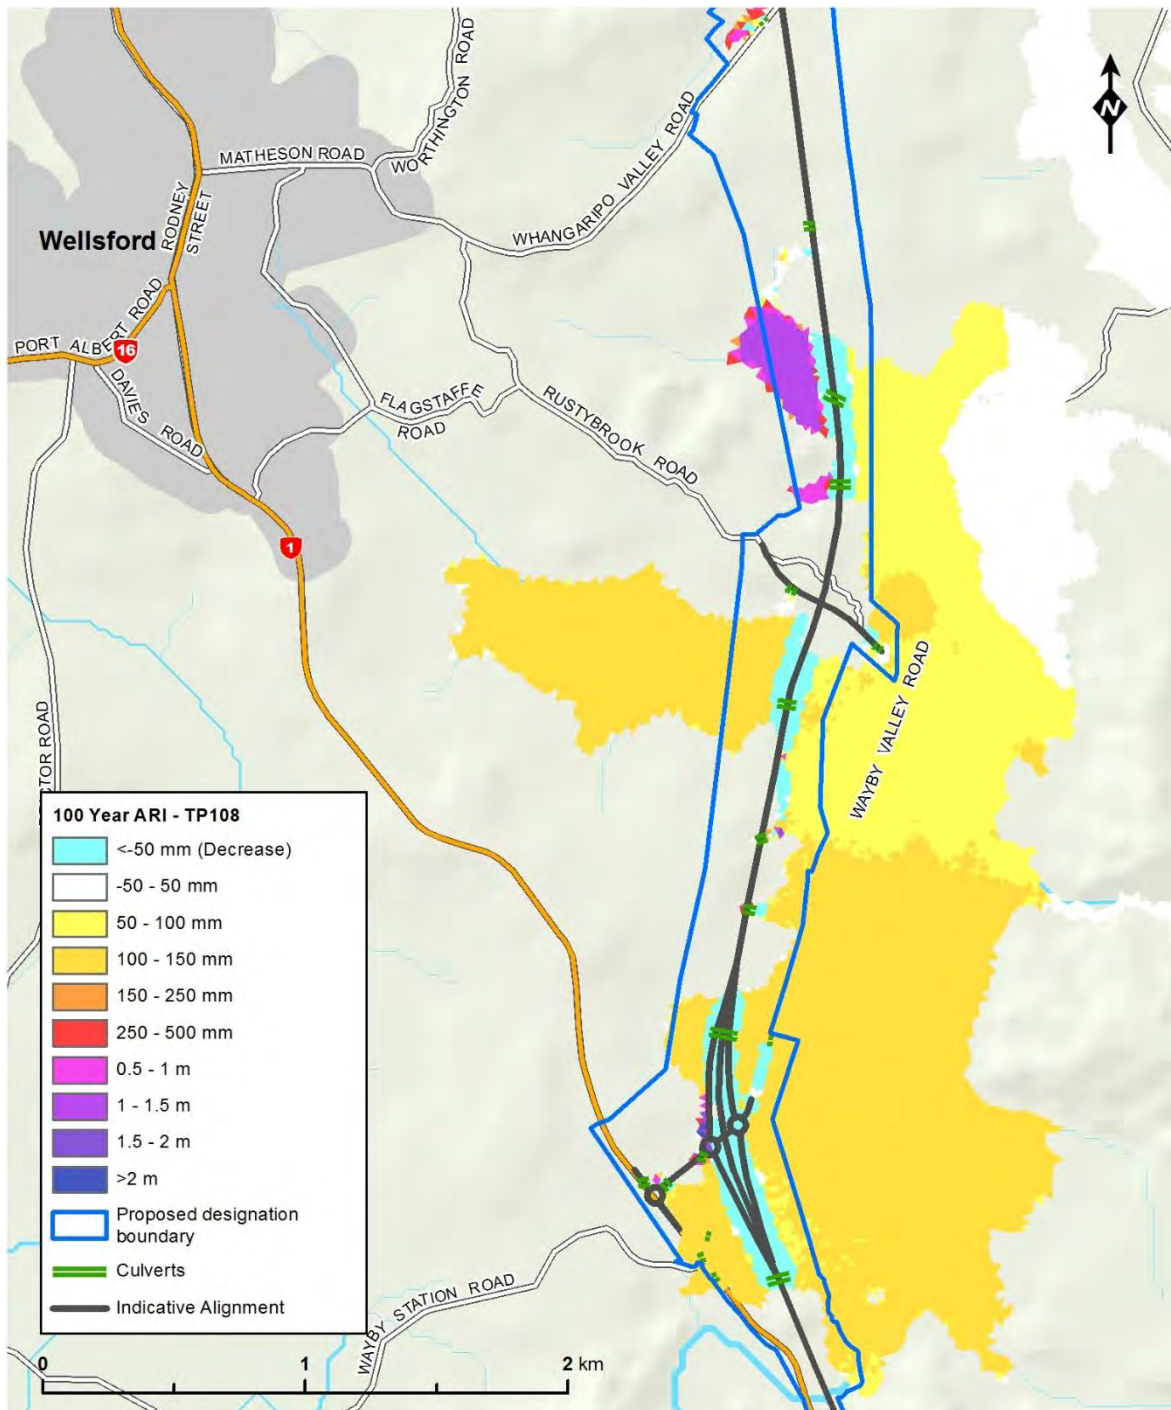 WORTHINGTON ROAD
N
MATHESON ROAD
WHANGARIPO VALLEY ROAD
RODNEY
STREET
Wellsford
PORT ALBERT ROAD
16
DAVIES ROAD
FLAGSTAFFE
ROAD
RUSTYBROOK ROAD
1
WAYBY VALLEY ROAD
CTOR ROAD
100 Year ARI - TP108
<-50 mm (Decrease)
-50 - 50 mm
50 - 100 mm
100 - 150 mm
150 - 250 mm
250 - 500 mm
0.5 - 1 m
1 - 1.5 m
1.5 - 2 m
>2 m
Proposed designation
boundary
Culverts
Indicative Alignment
WAYBY STATION ROAD
0 1 2 km